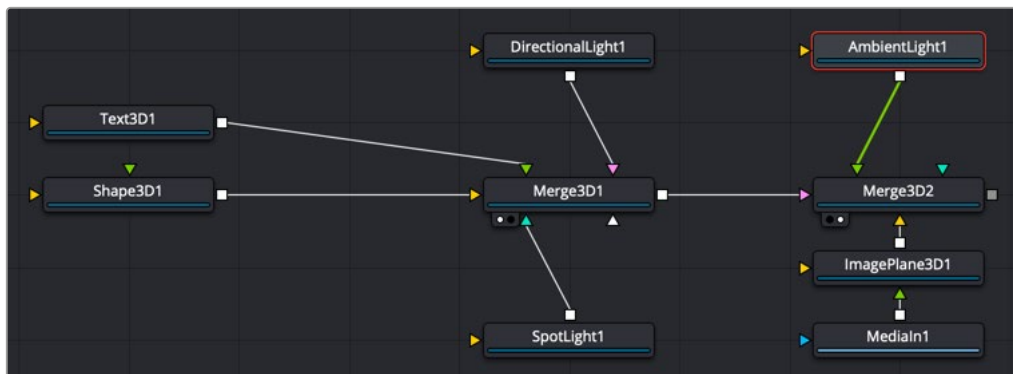 DirectionalLight1
AmbientLight1
Text3D1
Shape3D1
Merge3D1
Merge3D2
ImagePlane3D1
SpotLight1
MediaIn1